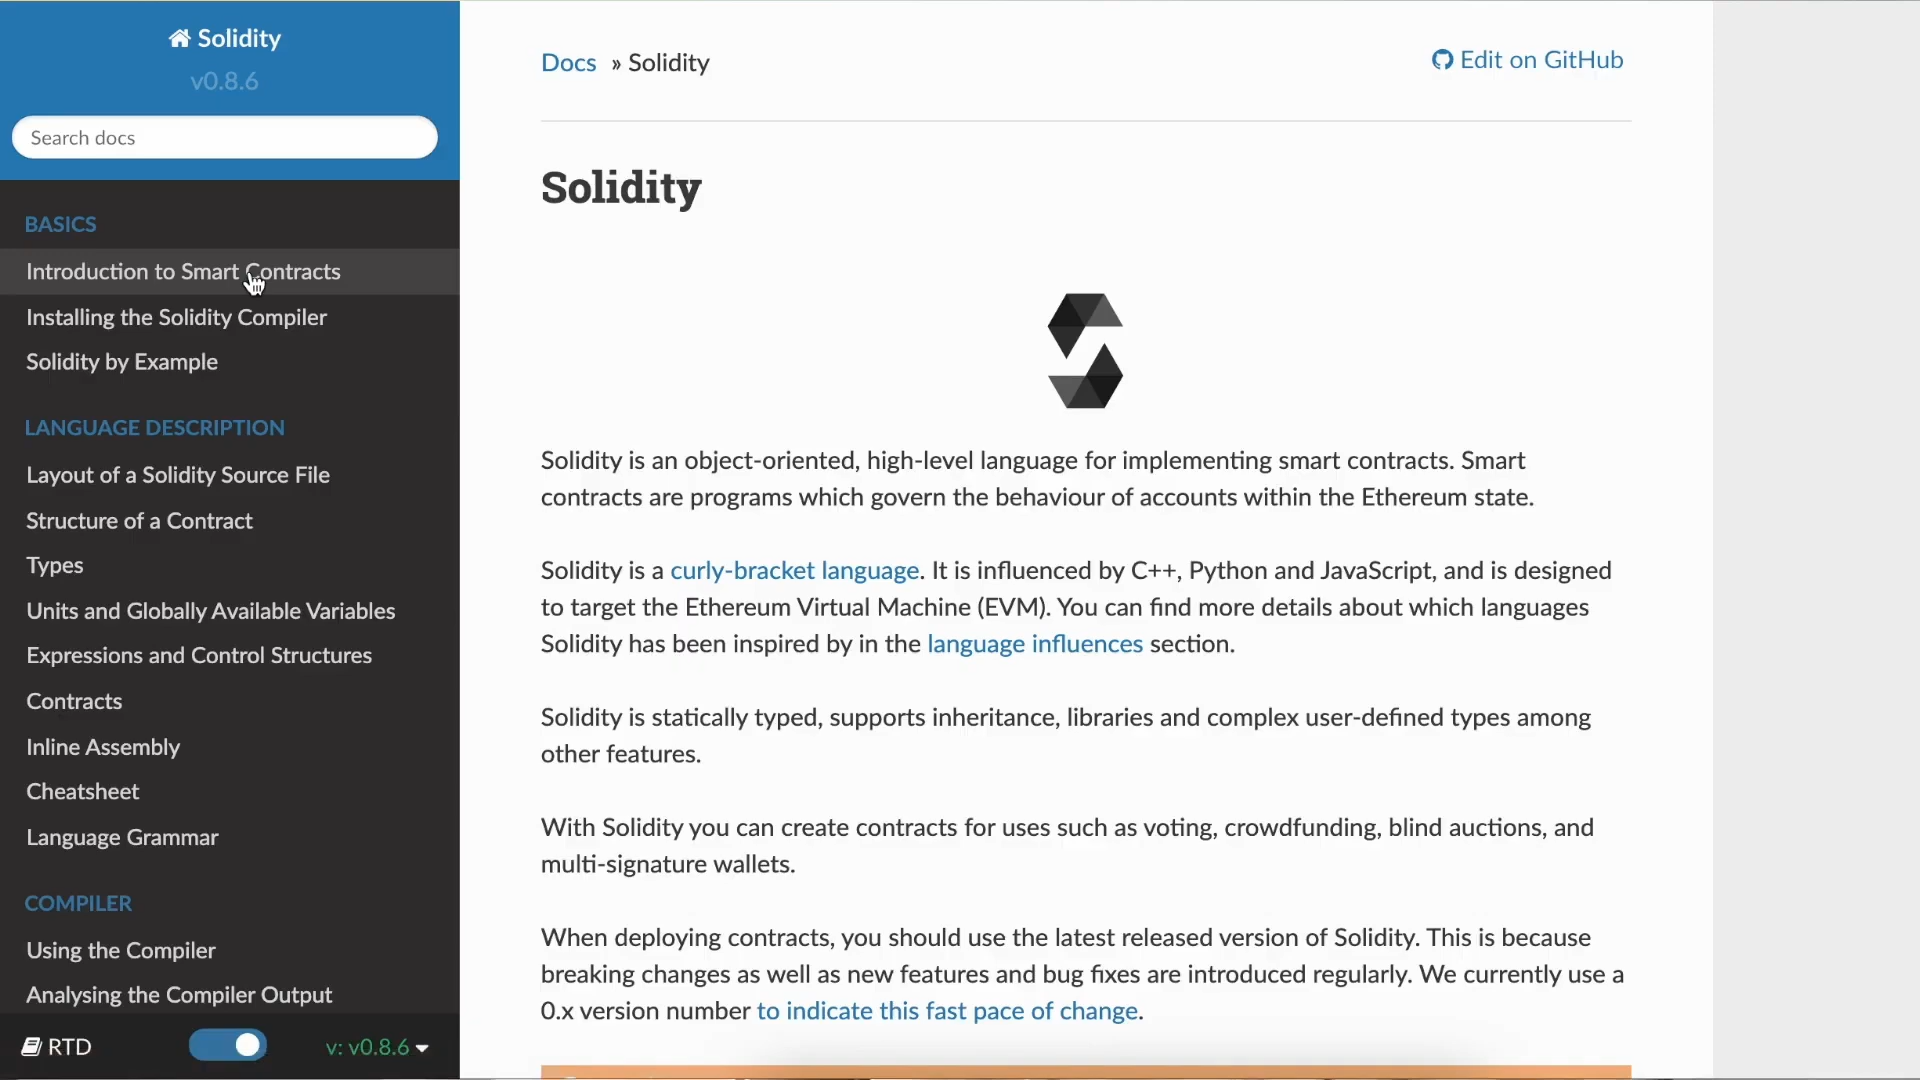 Solidity
v0.8.6
Search docs
BASICS
Introduction to Smart Contracts
Installing the Solidity Compiler
Solidity by Example
LANGUAGE DESCRIPTION
Layout of a Solidity Source File
Structure of a Contract
Types
Units and Globally Available Variables
Expressions and Control Structures
Contracts
Inline Assembly
Cheatsheet
Language Grammar
COMPILER
Using the Compiler
Analysing the Compiler Output
RTD
v: v0.8.6
Docs » Solidity
Edit on GitHub
Solidity
Solidity is an object-oriented, high-level language for implementing smart contracts. Smart
contracts are programs which govern the behaviour of accounts within the Ethereum state.
Solidity is a curly-bracket language. It is influenced by C++, Python and JavaScript, and is designed
to target the Ethereum Virtual Machine (EVM). You can find more details about which languages
Solidity has been inspired by in the language influences section.
Solidity is statically typed, supports inheritance, libraries and complex user-defined types among
other features.
With Solidity you can create contracts for uses such as voting, crowdfunding, blind auctions, and
multi-signature wallets.
When deploying contracts, you should use the latest released version of Solidity. This is because
breaking changes as well as new features and bug fixes are introduced regularly. We currently use a
0.x version number to indicate this fast pace of change.